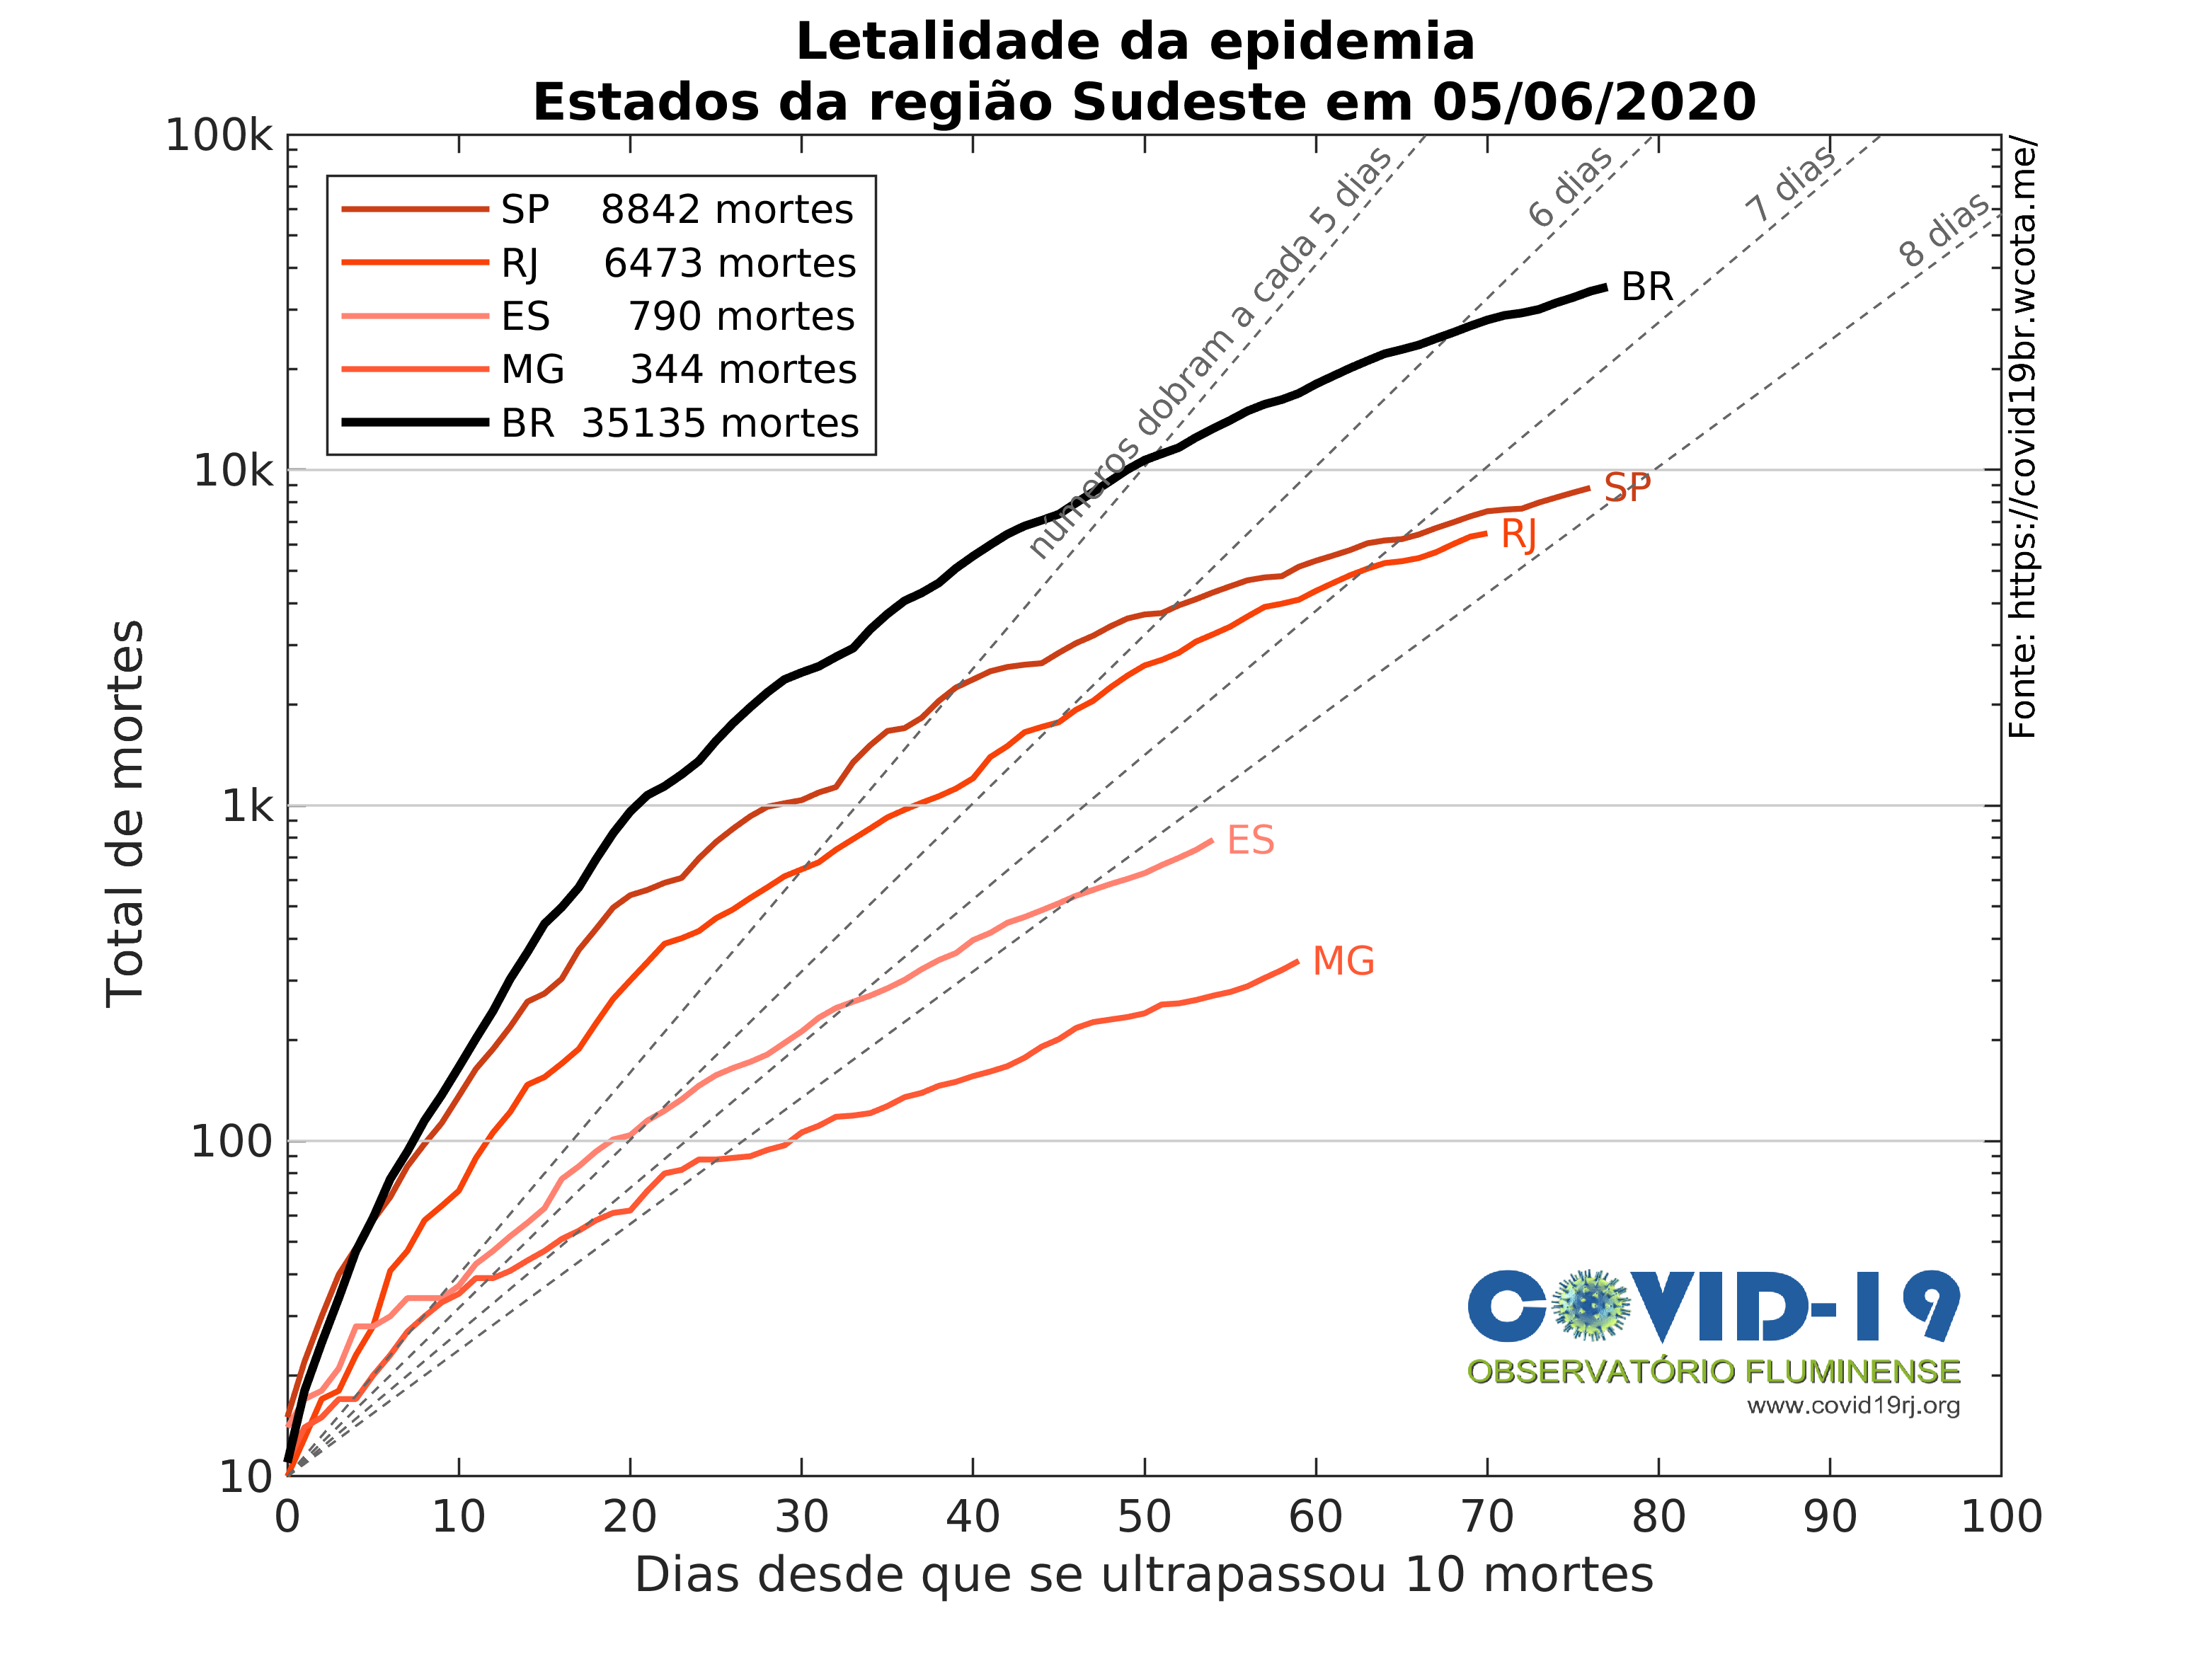 Letalidade da epidemia
Estados da região Sudeste em 05/06/2020
100k
10k
1k
100
10
Total de mortes
SP 8842 mortes
RJ 6473 mortes
ES 790 mortes
MG 344 mortes
BR 35135 mortes
números dobram a cada 5 dias
6 dias
7 dias
8 dias
BR
SP
RJ
ES
MG
Fonte: https://covid19br.wcota.me/
COVID-19
OBSERVATÓRIO FLUMINENSE
www.covid19rj.org
0 10 20 30 40 50 60 70 80 90 100
Dias desde que se ultrapassou 10 mortes